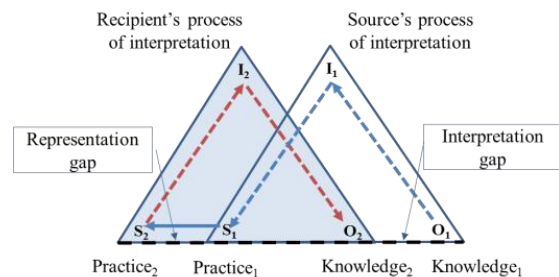 Recipient's process
of interpretation
Source's process
of interpretation
I₂
I₁
Representation
gap
Interpretation
gap
S₂
S₁
O₂
O₁
Practice₂
Practice₁
Knowledge₂
Knowledge₁